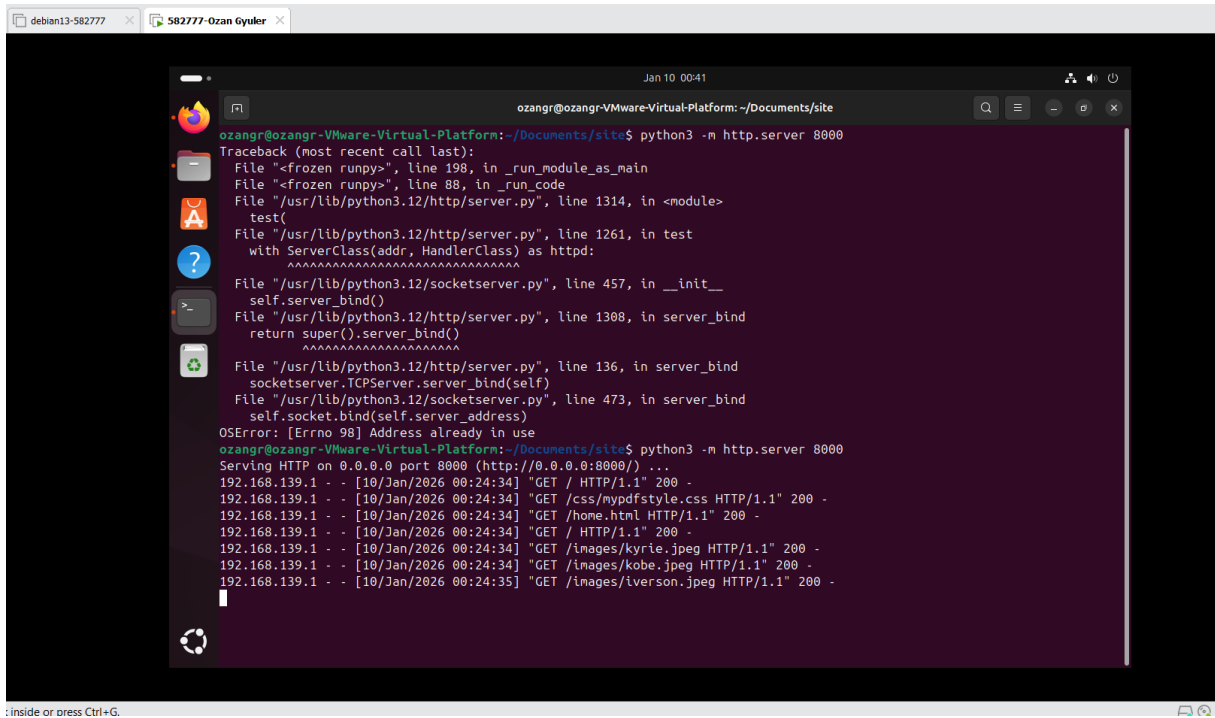 debian13-582777
582777-Ozan Gyuler
Jan 10 00:41
ozangr@ozangr-VMware-Virtual-Platform: ~/Documents/site
ozangr@ozangr-VMware-Virtual-Platform:~/Documents/site$ python3 -m http.server 8000
Traceback (most recent call last):
  File "<frozen runpy>", line 198, in _run_module_as_main
  File "<frozen runpy>", line 88, in _run_code
  File "/usr/lib/python3.12/http/server.py", line 1314, in <module>
    test(
  File "/usr/lib/python3.12/http/server.py", line 1261, in test
    with ServerClass(addr, HandlerClass) as httpd:
         ^^^^^^^^^^^^^^^^^^^^^^^^^^^^^^^
  File "/usr/lib/python3.12/socketserver.py", line 457, in __init__
    self.server_bind()
  File "/usr/lib/python3.12/http/server.py", line 1308, in server_bind
    return super().server_bind()
           ^^^^^^^^^^^^^^^^^^^^^
  File "/usr/lib/python3.12/http/server.py", line 136, in server_bind
    socketserver.TCPServer.server_bind(self)
  File "/usr/lib/python3.12/socketserver.py", line 473, in server_bind
    self.socket.bind(self.server_address)
OSError: [Errno 98] Address already in use
ozangr@ozangr-VMware-Virtual-Platform:~/Documents/site$ python3 -m http.server 8000
Serving HTTP on 0.0.0.0 port 8000 (http://0.0.0.0:8000/) ...
192.168.139.1 - - [10/Jan/2026 00:24:34] "GET / HTTP/1.1" 200 -
192.168.139.1 - - [10/Jan/2026 00:24:34] "GET /css/mypdfstyle.css HTTP/1.1" 200 -
192.168.139.1 - - [10/Jan/2026 00:24:34] "GET /home.html HTTP/1.1" 200 -
192.168.139.1 - - [10/Jan/2026 00:24:34] "GET / HTTP/1.1" 200 -
192.168.139.1 - - [10/Jan/2026 00:24:34] "GET /images/kyrie.jpeg HTTP/1.1" 200 -
192.168.139.1 - - [10/Jan/2026 00:24:34] "GET /images/kobe.jpeg HTTP/1.1" 200 -
192.168.139.1 - - [10/Jan/2026 00:24:35] "GET /images/iverson.jpeg HTTP/1.1" 200 -
inside or press Ctrl+G.